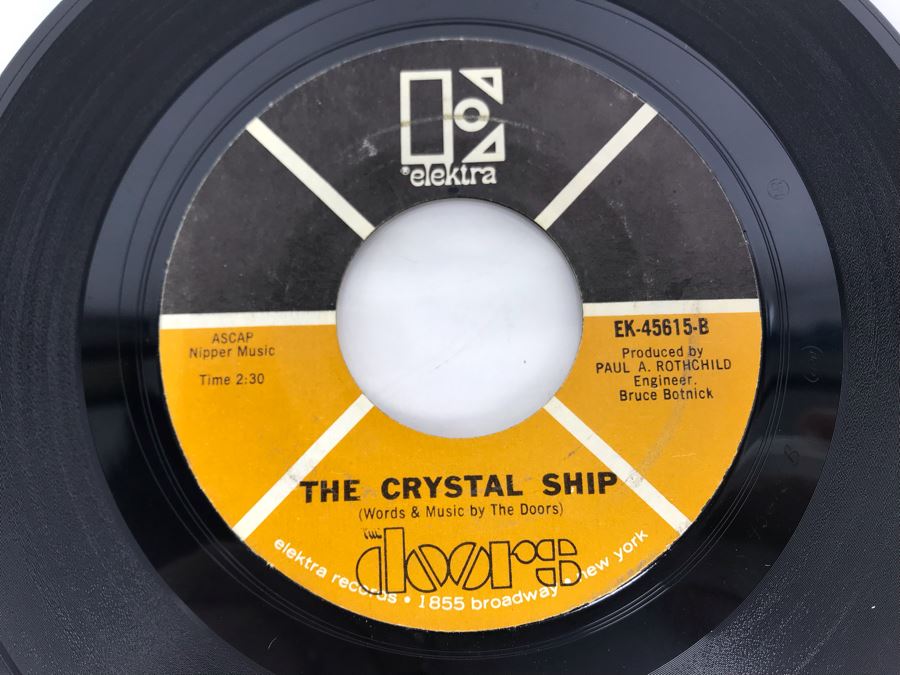 ®elektra
ASCAP
Nipper Music
Time 2:30
EK-45615-B
Produced by
PAUL A. ROTHCHILD
Engineer.
Bruce Botnick
THE CRYSTAL SHIP
(Words & Music by The Doors)
THE
doors
elektra records • 1855 broadway • new york